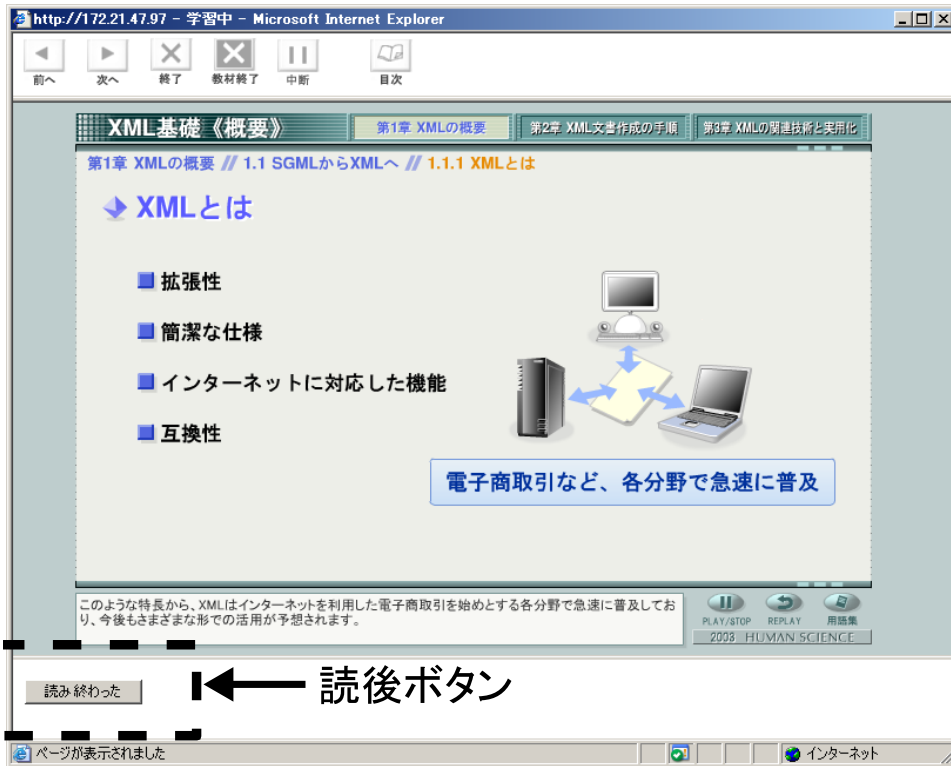 http://172.21.47.97 - 学習中 - Microsoft Internet Explorer
前へ 次へ 終了 教材終了 中断 目次
XML基礎《概要》 第1章 XMLの概要 第2章 XML文書作成の手順 第3章 XMLの関連技術と実用化
第1章 XMLの概要 // 1.1 SGMLからXMLへ // 1.1.1 XMLとは
XMLとは
拡張性
簡潔な仕様
インターネットに対応した機能
互換性
電子商取引など、各分野で急速に普及
このような特長から、XMLはインターネットを利用した電子商取引を始めとする各分野で急速に普及してお
り、今後もさまざまな形での活用が予想されます。
PLAY/STOP REPLAY 用語集
2003 HUMAN SCIENCE
読み終わった
読後ボタン
ページが表示されました インターネット